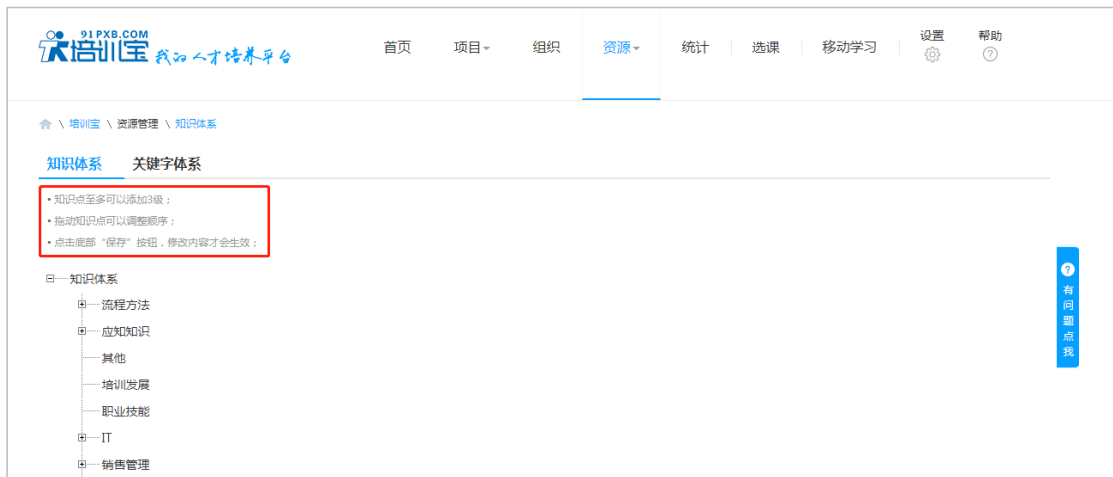 91PXB.COM
培训宝 我的人才培养平台
首页 项目 组织 资源 统计 选课 移动学习 设置 帮助
\ 培训宝 \ 资源管理 \ 知识体系
知识体系 关键字体系
• 知识点至多可以添加3级；
• 拖动知识点可以调整顺序；
• 点击底部“保存”按钮，修改内容才会生效；
知识体系
流程方法
应知知识
其他
培训发展
职业技能
IT
销售管理
?
有
问
题
点
我